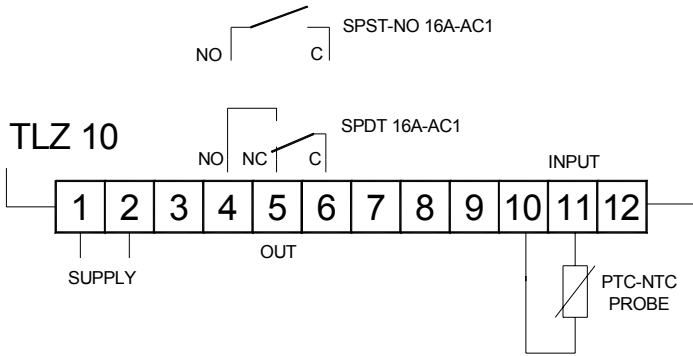 SPST-NO 16A-AC1
NO C
SPDT 16A-AC1
TLZ 10
NO NC C
INPUT
1 2 3 4 5 6 7 8 9 10 11 12
OUT
SUPPLY
PTC-NTC
PROBE